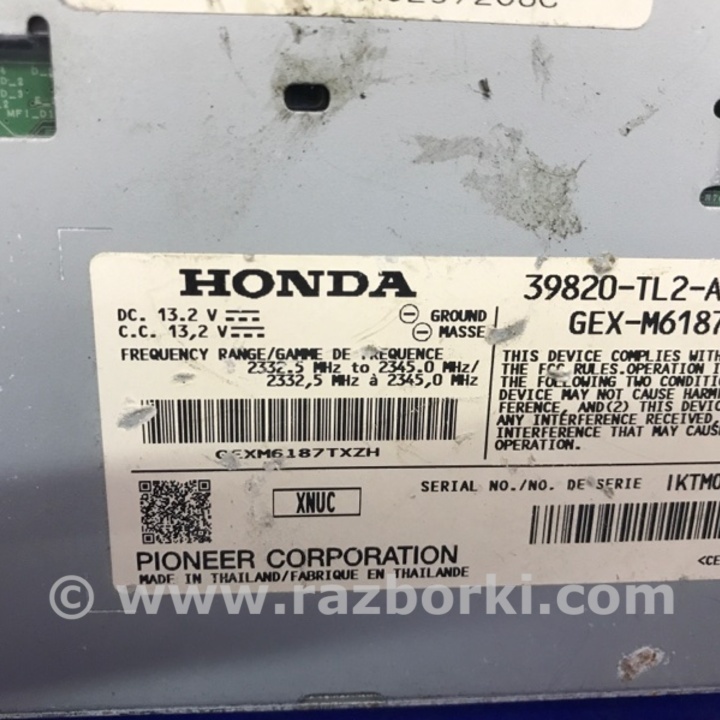 HONDA
39820-TL2-A
DC. 13.2 V
GROUND
C.C. 13,2 V
MASSE
GEX-M6187
FREQUENCY RANGE/GAMME DE FREQUENCE
2332.5 MHz to 2345.0 MHz/
2332,5 MHz à 2345,0 MHz
THIS DEVICE COMPLIES WITH
THE FCC RULES.OPERATION I
THE FOLLOWING TWO CONDITI
DEVICE MAY NOT CAUSE HARM
FERENCE, AND(2) THIS DEVIC
ANY INTERFERENCE RECEIVED,
INTERFERENCE THAT MAY CAUS
OPERATION.
GEXM6187TXZH
XNUC
SERIAL NO./NO. DE SERIE 1KTM0
PIONEER CORPORATION
MADE IN THAILAND/FABRIQUE EN THAILANDE
<CE
© www.razborki.com